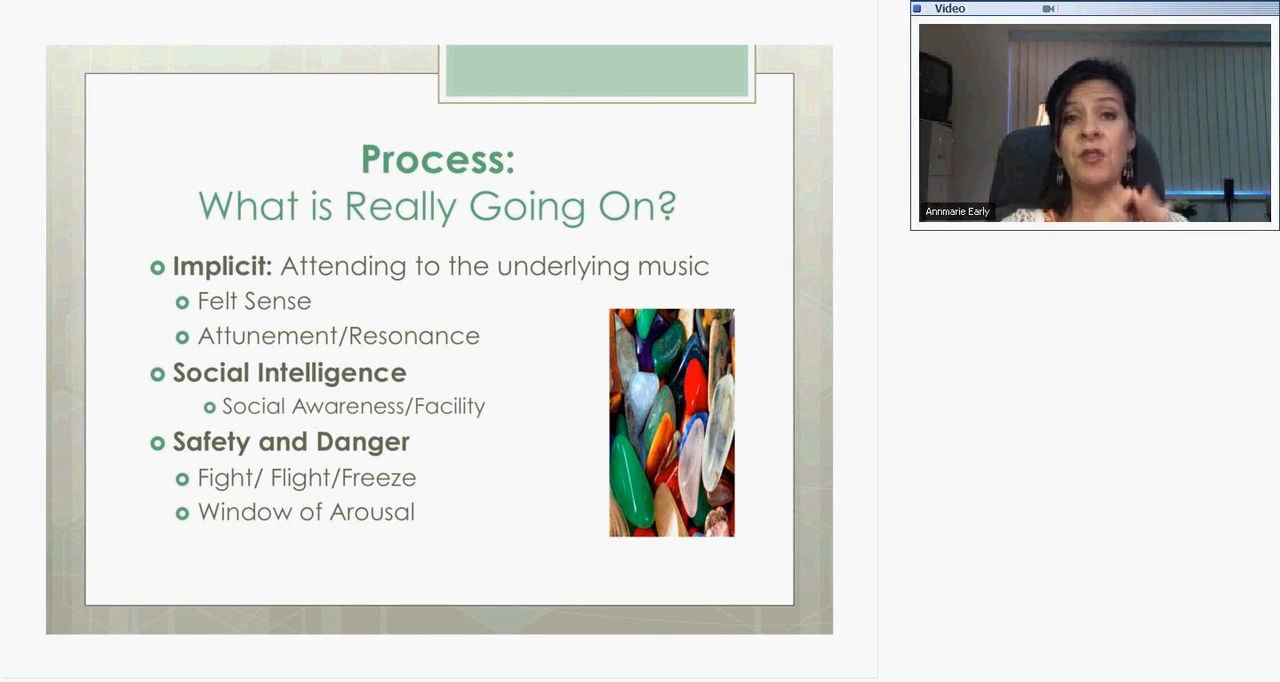 Process:
What is Really Going On?
Implicit: Attending to the underlying music
Felt Sense
Attunement/Resonance
Social Intelligence
Social Awareness/Facility
Safety and Danger
Fight/ Flight/Freeze
Window of Arousal
Video
Annmarie Early